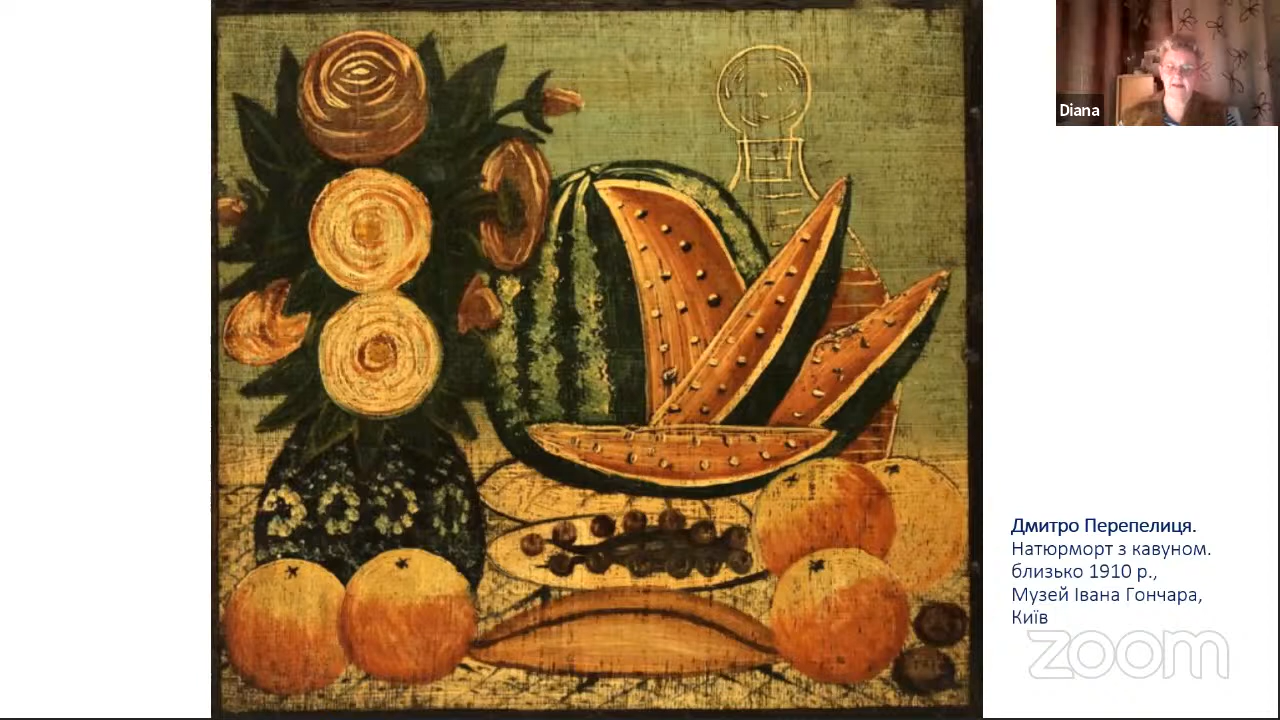 Diana
Дмитро Перепелиця.
Натюрморт з кавуном.
близько 1910 р.,
Музей Івана Гончара,
Київ
zoom